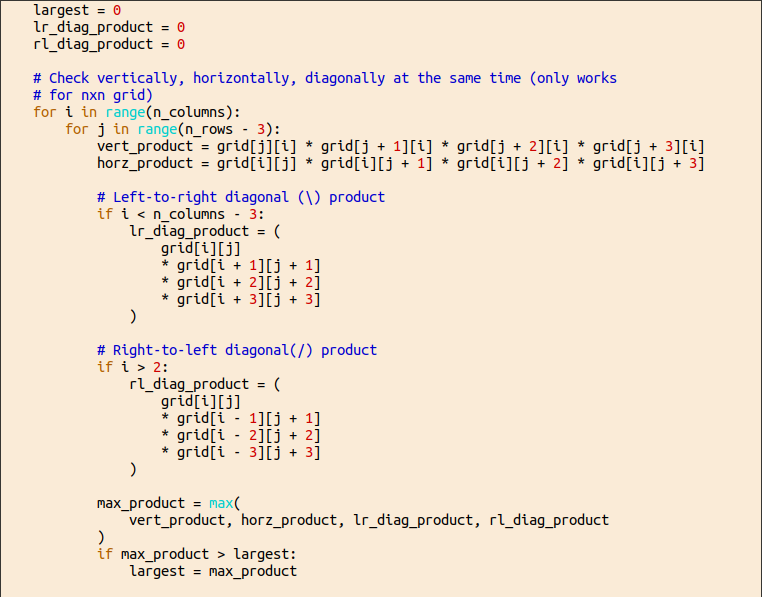 largest = 0
lr_diag_product = 0
rl_diag_product = 0
# Check vertically, horizontally, diagonally at the same time (only works
# for nxn grid)
for i in range(n_columns):
for j in range(n_rows - 3):
vert_product = grid[j][i] * grid[j + 1][i] * grid[j + 2][i] * grid[j + 3][i]
horz_product = grid[i][j] * grid[i][j + 1] * grid[i][j + 2] * grid[i][j + 3]
# Left-to-right diagonal (\) product
if i < n_columns - 3:
lr_diag_product = (
grid[i][j]
* grid[i + 1][j + 1]
* grid[i + 2][j + 2]
* grid[i + 3][j + 3]
)
# Right-to-left diagonal(/) product
if i > 2:
rl_diag_product = (
grid[i][j]
* grid[i - 1][j + 1]
* grid[i - 2][j + 2]
* grid[i - 3][j + 3]
)
max_product = max(
vert_product, horz_product, lr_diag_product, rl_diag_product
)
if max_product > largest:
largest = max_product